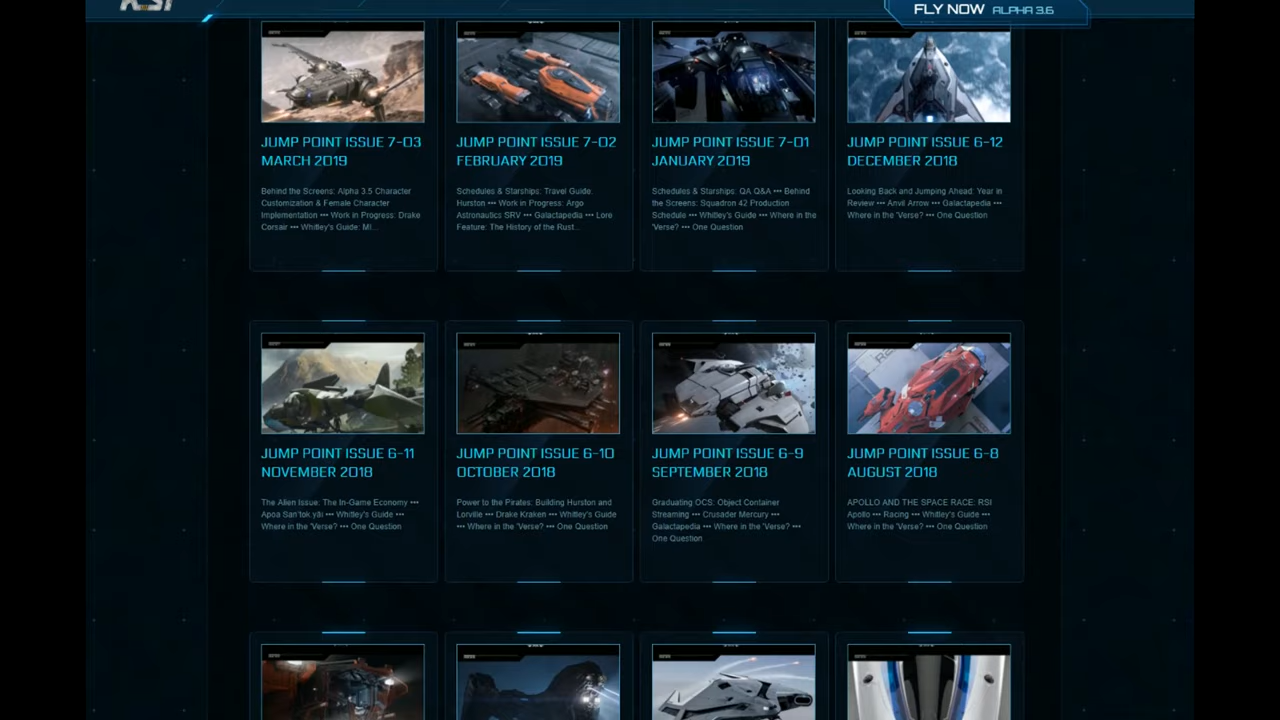 RSI
FLY NOW ALPHA 3.6
JUMP POINT ISSUE 7-03
MARCH 2019
Behind the Screens: Alpha 3.5 Character
Customization & Female Character
Implementation ••• Work in Progress: Drake
Corsair ••• Whitley's Guide: MI...
JUMP POINT ISSUE 7-02
FEBRUARY 2019
Schedules & Starships: Travel Guide:
Hurston ••• Work in Progress: Argo
Astronautics SRV ••• Galactapedia ••• Lore
Feature: The History of the Rust...
JUMP POINT ISSUE 7-01
JANUARY 2019
Schedules & Starships: QA Q&A ••• Behind
the Screens: Squadron 42 Production
Schedule ••• Whitley's Guide ••• Where in the
'Verse? ••• One Question
JUMP POINT ISSUE 6-12
DECEMBER 2018
Looking Back and Jumping Ahead: Year in
Review ••• Anvil Arrow ••• Galactapedia •••
Where in the 'Verse? ••• One Question
JUMP POINT ISSUE 6-11
NOVEMBER 2018
The Alien Issue: The In-Game Economy •••
Apoa San'tok.yāi ••• Whitley's Guide •••
Where in the 'Verse? ••• One Question
JUMP POINT ISSUE 6-10
OCTOBER 2018
Power to the Pirates: Building Hurston and
Lorville ••• Drake Kraken ••• Whitley's Guide
••• Where in the 'Verse? ••• One Question
JUMP POINT ISSUE 6-9
SEPTEMBER 2018
Graduating OCS: Object Container
Streaming ••• Crusader Mercury •••
Galactapedia ••• Where in the 'Verse? •••
One Question
JUMP POINT ISSUE 6-8
AUGUST 2018
APOLLO AND THE SPACE RACE: RSI
Apollo ••• Racing ••• Whitley's Guide •••
Where in the 'Verse? ••• One Question